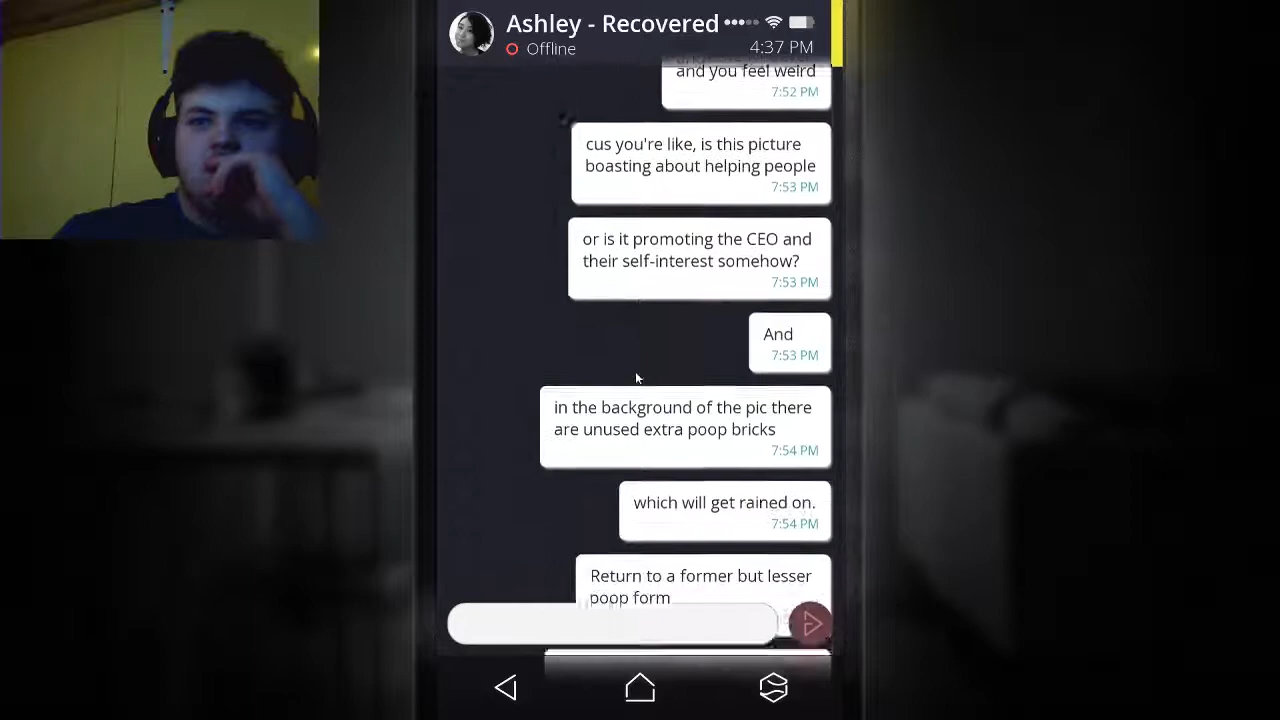 Ashley - Recovered
Offline
4:37 PM
and you feel weird
7:52 PM
cus you're like, is this picture
boasting about helping people
7:53 PM
or is it promoting the CEO and
their self-interest somehow?
7:53 PM
And
7:53 PM
in the background of the pic there
are unused extra poop bricks
7:54 PM
which will get rained on.
7:54 PM
Return to a former but lesser
poop form